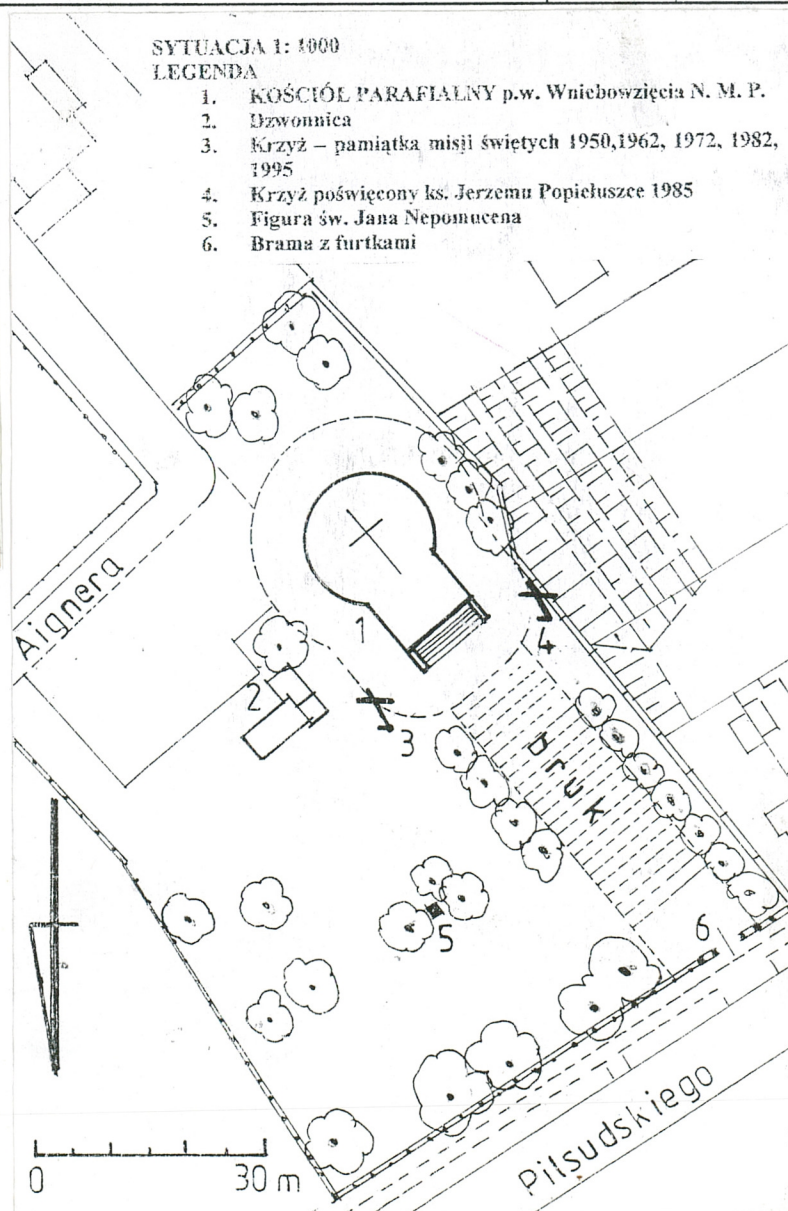 SYTUACJA 1: 1000
LEGENDA
1. KOŚCIÓŁ PARAFIALNY p.w. Wniebowzięcia N. M. P.
2. Dzwonnica
3. Krzyż – pamiątka misji świętych 1950,1962, 1972, 1982,
1995
4. Krzyż poświęcony ks. Jerzemu Popiełuszce 1985
5. Figura św. Jana Nepomucena
6. Brama z furtkami
Aignera
1
2
3
4
bruk
5
6
0 30 m
Piłsudskiego